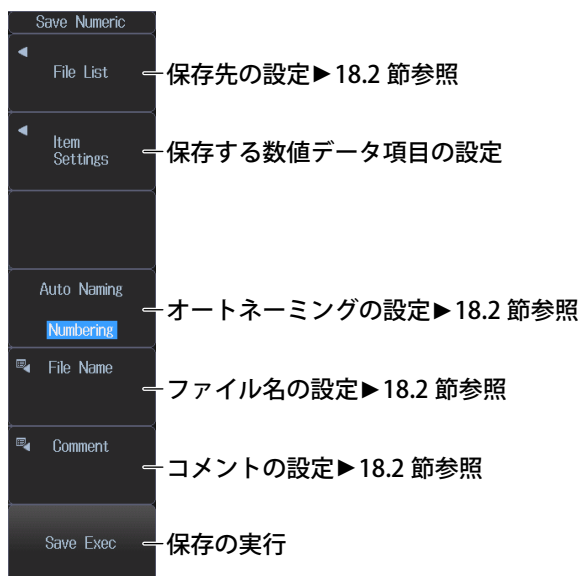 Save Numeric
File List
保存先の設定►18.2 節参照
Item
Settings
保存する数値データ項目の設定
Auto Naming
Numbering
オートネーミングの設定►18.2 節参照
File Name
ファイル名の設定►18.2 節参照
Comment
コメントの設定►18.2 節参照
Save Exec
保存の実行